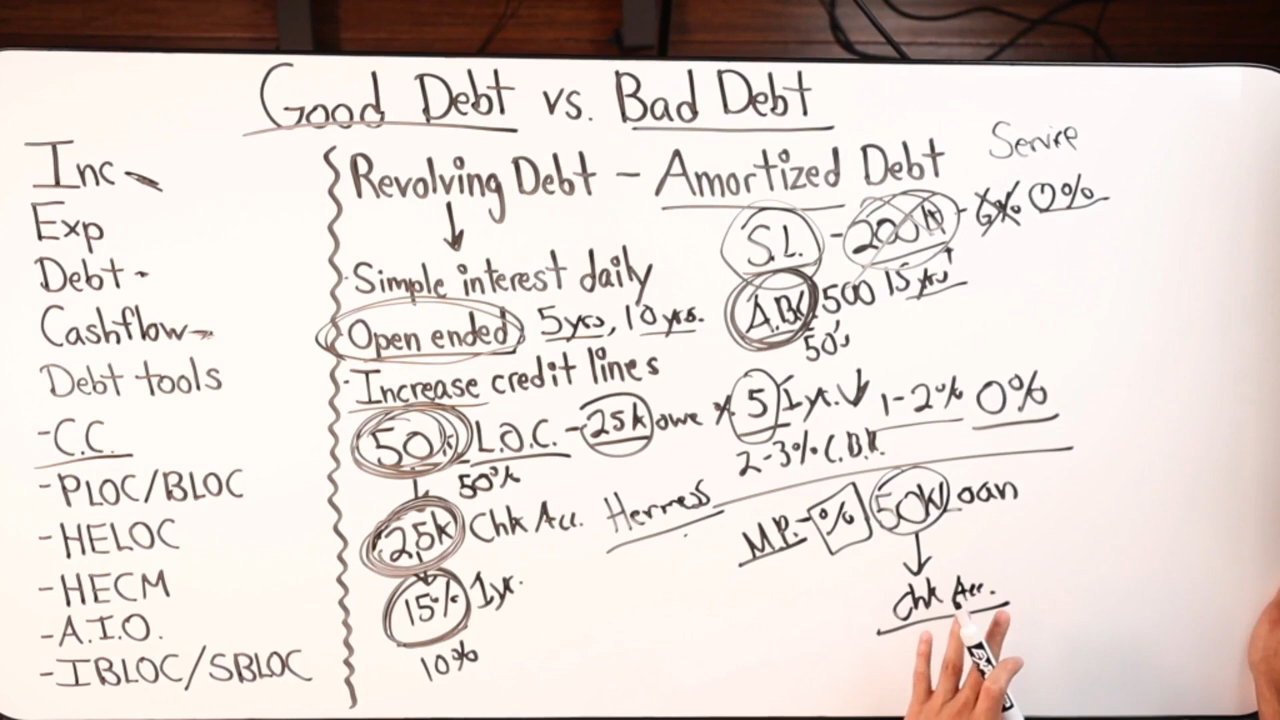 Good Debt vs. Bad Debt
Inc
Exp
Debt
Cashflow
Debt tools
-C.C.
-PLOC/BLOC
-HELOC
-HECM
-A.I.O.
-IBLOC/SBLOC
Revolving Debt - Amortized Debt
·Simple interest daily
·Open ended 5yrs, 10yrs.
·Increase credit lines
50k L.O.C. - 25k owe x 5 1yr. 1-2% 0%
50%
2-3% C.B.K.
25k Chk Acc.
15% 1yr.
10%
Service
S.L. - 200k - 6% 0%
500 15 yrs
50's
M.P. - % 50k Loan
Chk Acc.